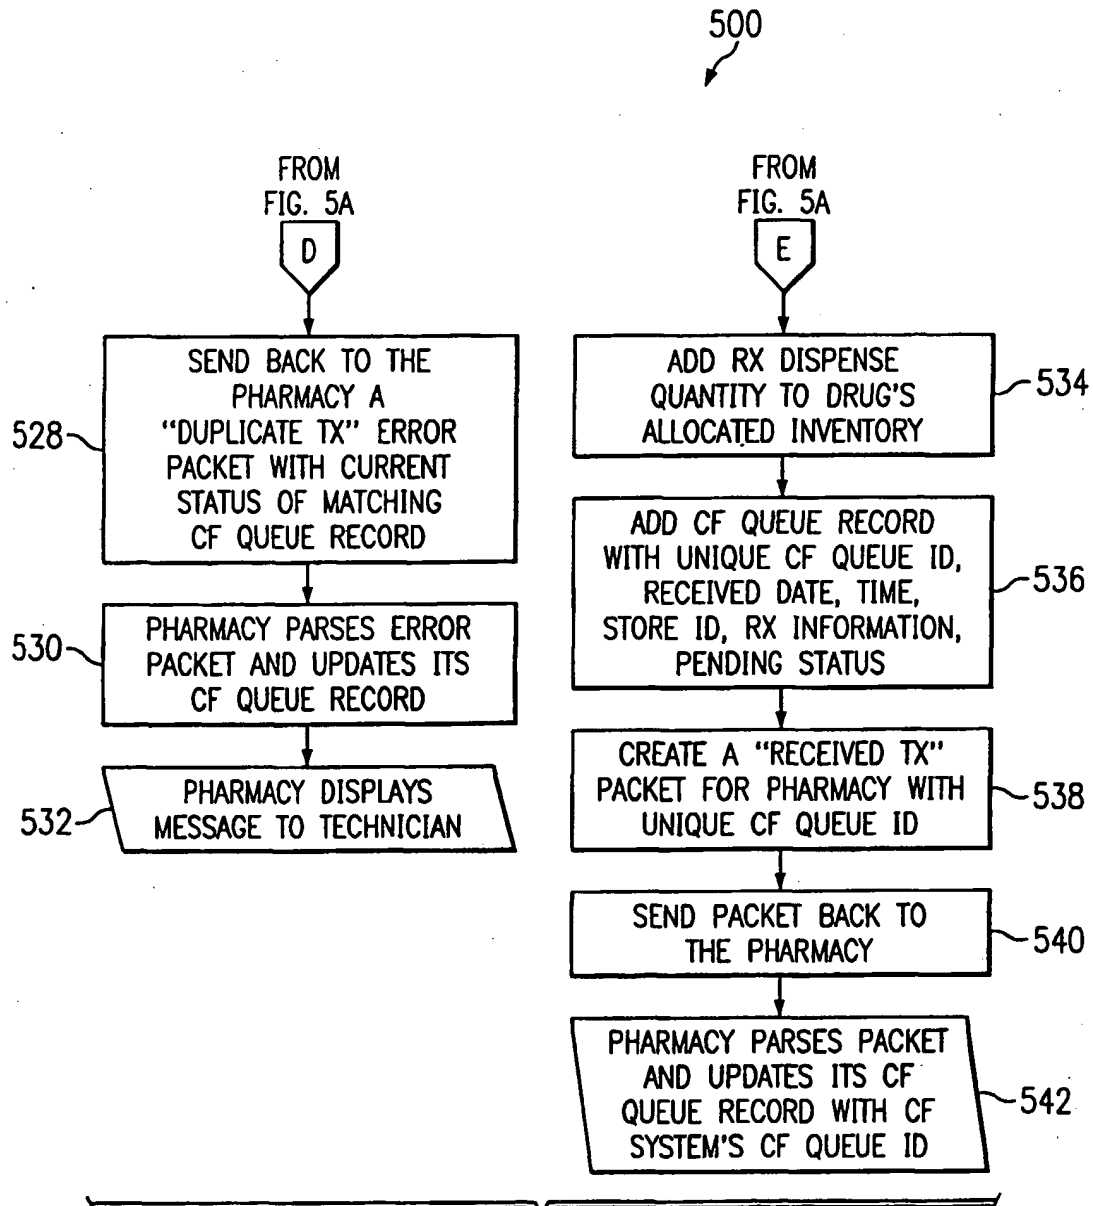 500
FROM
FIG. 5A
D
SEND BACK TO THE
PHARMACY A
"DUPLICATE TX" ERROR
PACKET WITH CURRENT
STATUS OF MATCHING
CF QUEUE RECORD
528
PHARMACY PARSES ERROR
PACKET AND UPDATES ITS
CF QUEUE RECORD
530
PHARMACY DISPLAYS
MESSAGE TO TECHNICIAN
532
FROM
FIG. 5A
E
ADD RX DISPENSE
QUANTITY TO DRUG'S
ALLOCATED INVENTORY
534
ADD CF QUEUE RECORD
WITH UNIQUE CF QUEUE ID,
RECEIVED DATE, TIME,
STORE ID, RX INFORMATION,
PENDING STATUS
536
CREATE A "RECEIVED TX"
PACKET FOR PHARMACY WITH
UNIQUE CF QUEUE ID
538
SEND PACKET BACK TO
THE PHARMACY
540
PHARMACY PARSES PACKET
AND UPDATES ITS CF
QUEUE RECORD WITH CF
SYSTEM'S CF QUEUE ID
542